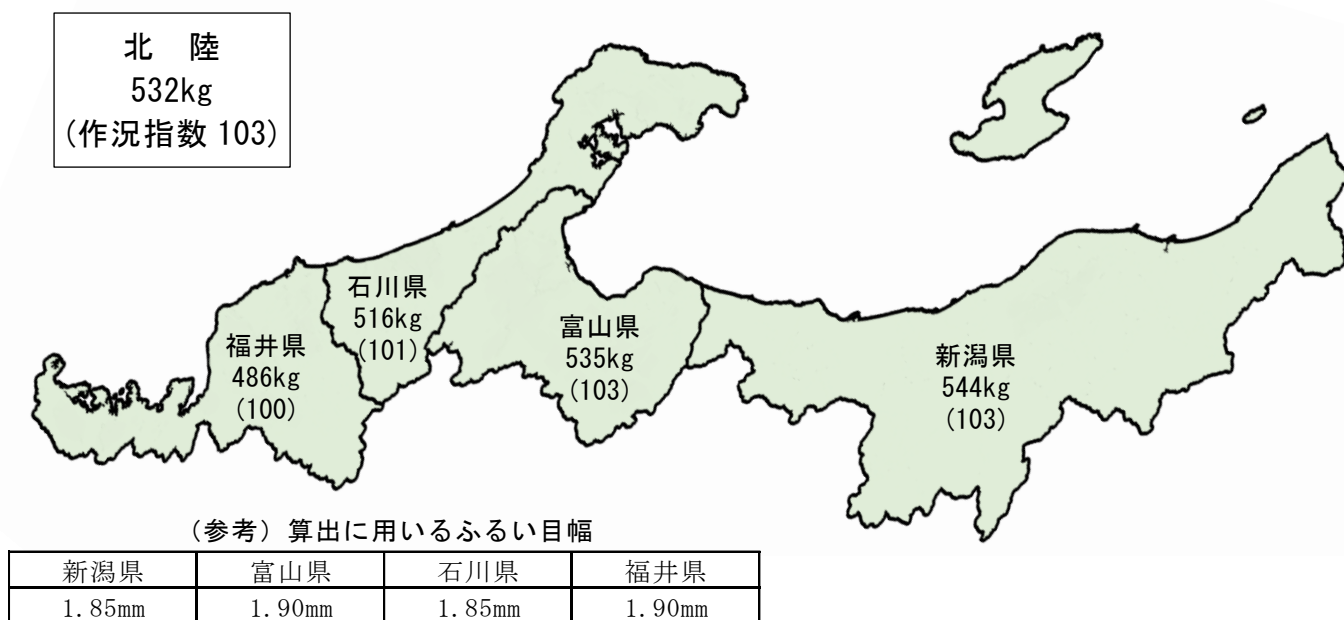 北 陸
532kg
(作況指数 103)
石川県
516kg
(101)
福井県
486kg
(100)
富山県
535kg
(103)
新潟県
544kg
(103)
（参考）算出に用いるふるい目幅
新潟県 富山県 石川県 福井県
1.85mm 1.90mm 1.85mm 1.90mm